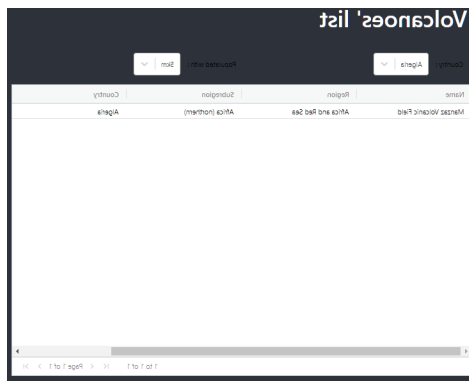 Volcanoes' list
Country : Algeria Populated within : 5km
Name Region Subregion Country
Manzaz Volcanic Field Africa and Red Sea Africa (northern) Algeria
1 to 1 of 1 Page 1 of 1